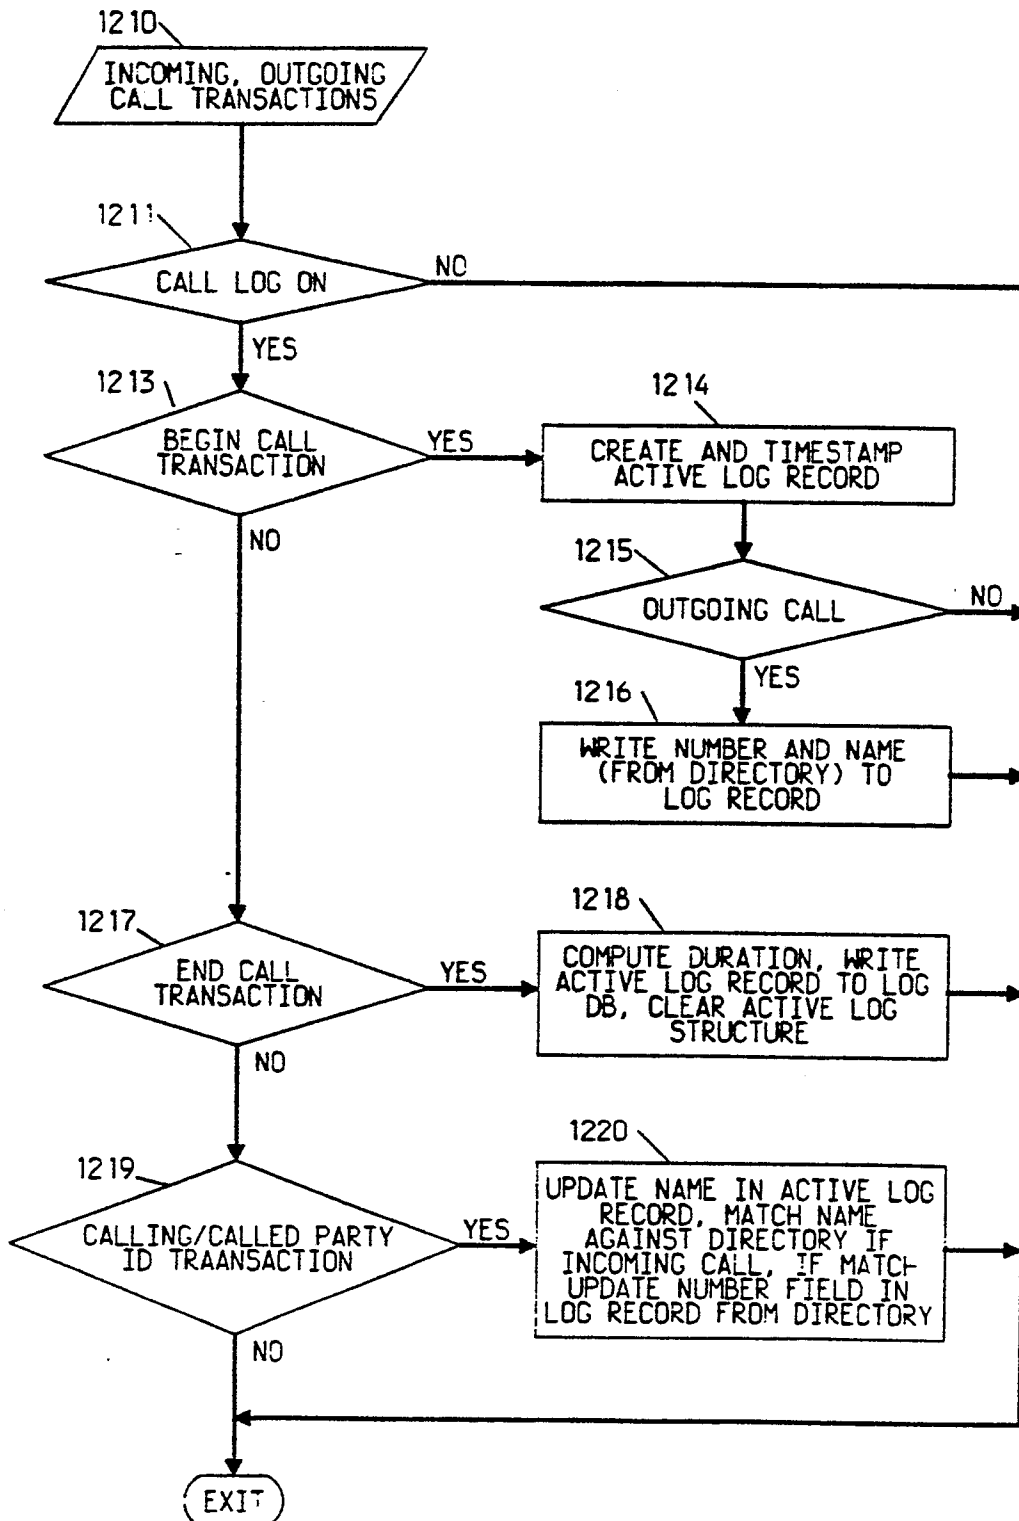 1210
INCOMING, OUTGOING
CALL TRANSACTIONS
1211
CALL LOG ON
NO
YES
1213
BEGIN CALL
TRANSACTION
YES
NO
1214
CREATE AND TIMESTAMP
ACTIVE LOG RECORD
1215
OUTGOING CALL
NO
YES
1216
WRITE NUMBER AND NAME
(FROM DIRECTORY) TO
LOG RECORD
1217
END CALL
TRANSACTION
YES
NO
1218
COMPUTE DURATION, WRITE
ACTIVE LOG RECORD TO LOG
DB, CLEAR ACTIVE LOG
STRUCTURE
1219
CALLING/CALLED PARTY
ID TRAANSACTION
YES
NO
1220
UPDATE NAME IN ACTIVE LOG
RECORD, MATCH NAME
AGAINST DIRECTORY IF
INCOMING CALL, IF MATCH
UPDATE NUMBER FIELD IN
LOG RECORD FROM DIRECTORY
EXIT